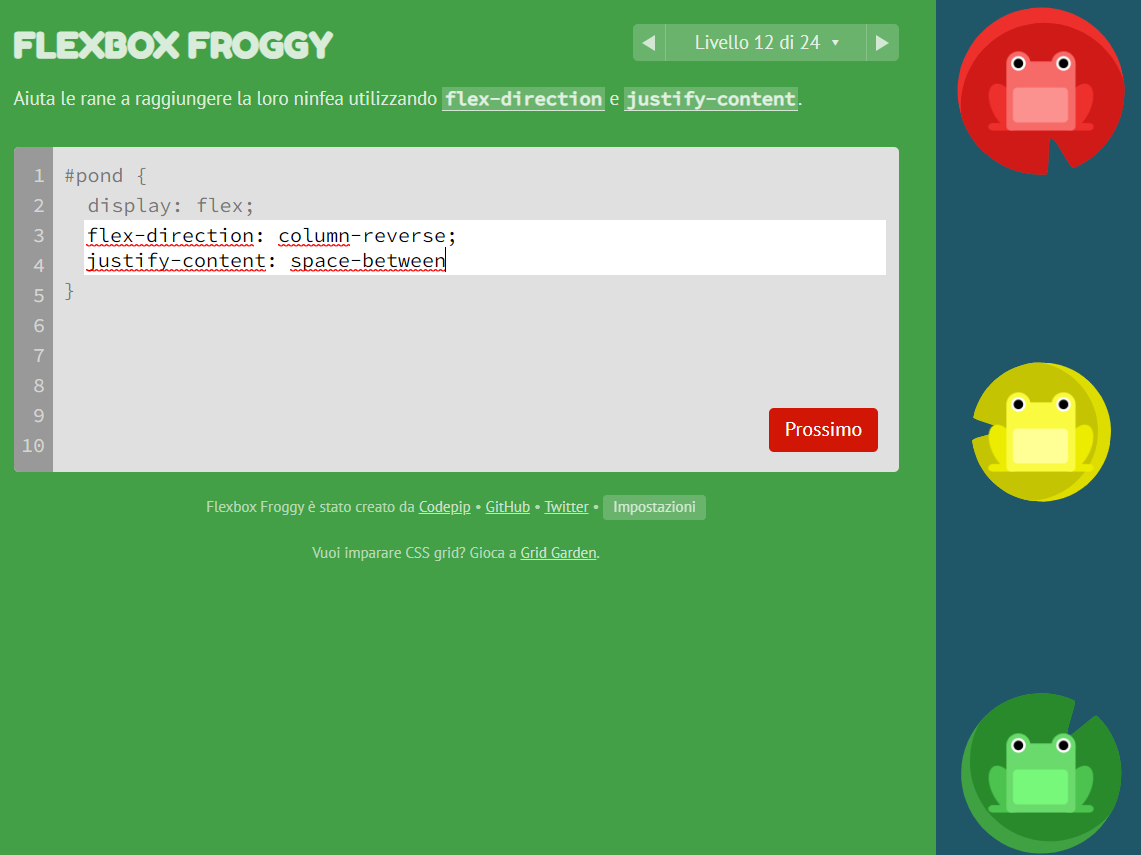 FLEXBOX FROGGY
◀ Livello 12 di 24 ▼ ▶
Aiuta le rane a raggiungere la loro ninfea utilizzando flex-direction e justify-content.
1 #pond {
2 display: flex;
3 flex-direction: column-reverse;
4 justify-content: space-between
5 }
6
7
8
9
10
Prossimo
Flexbox Froggy è stato creato da Codepip • GitHub • Twitter • Impostazioni
Vuoi imparare CSS grid? Gioca a Grid Garden.